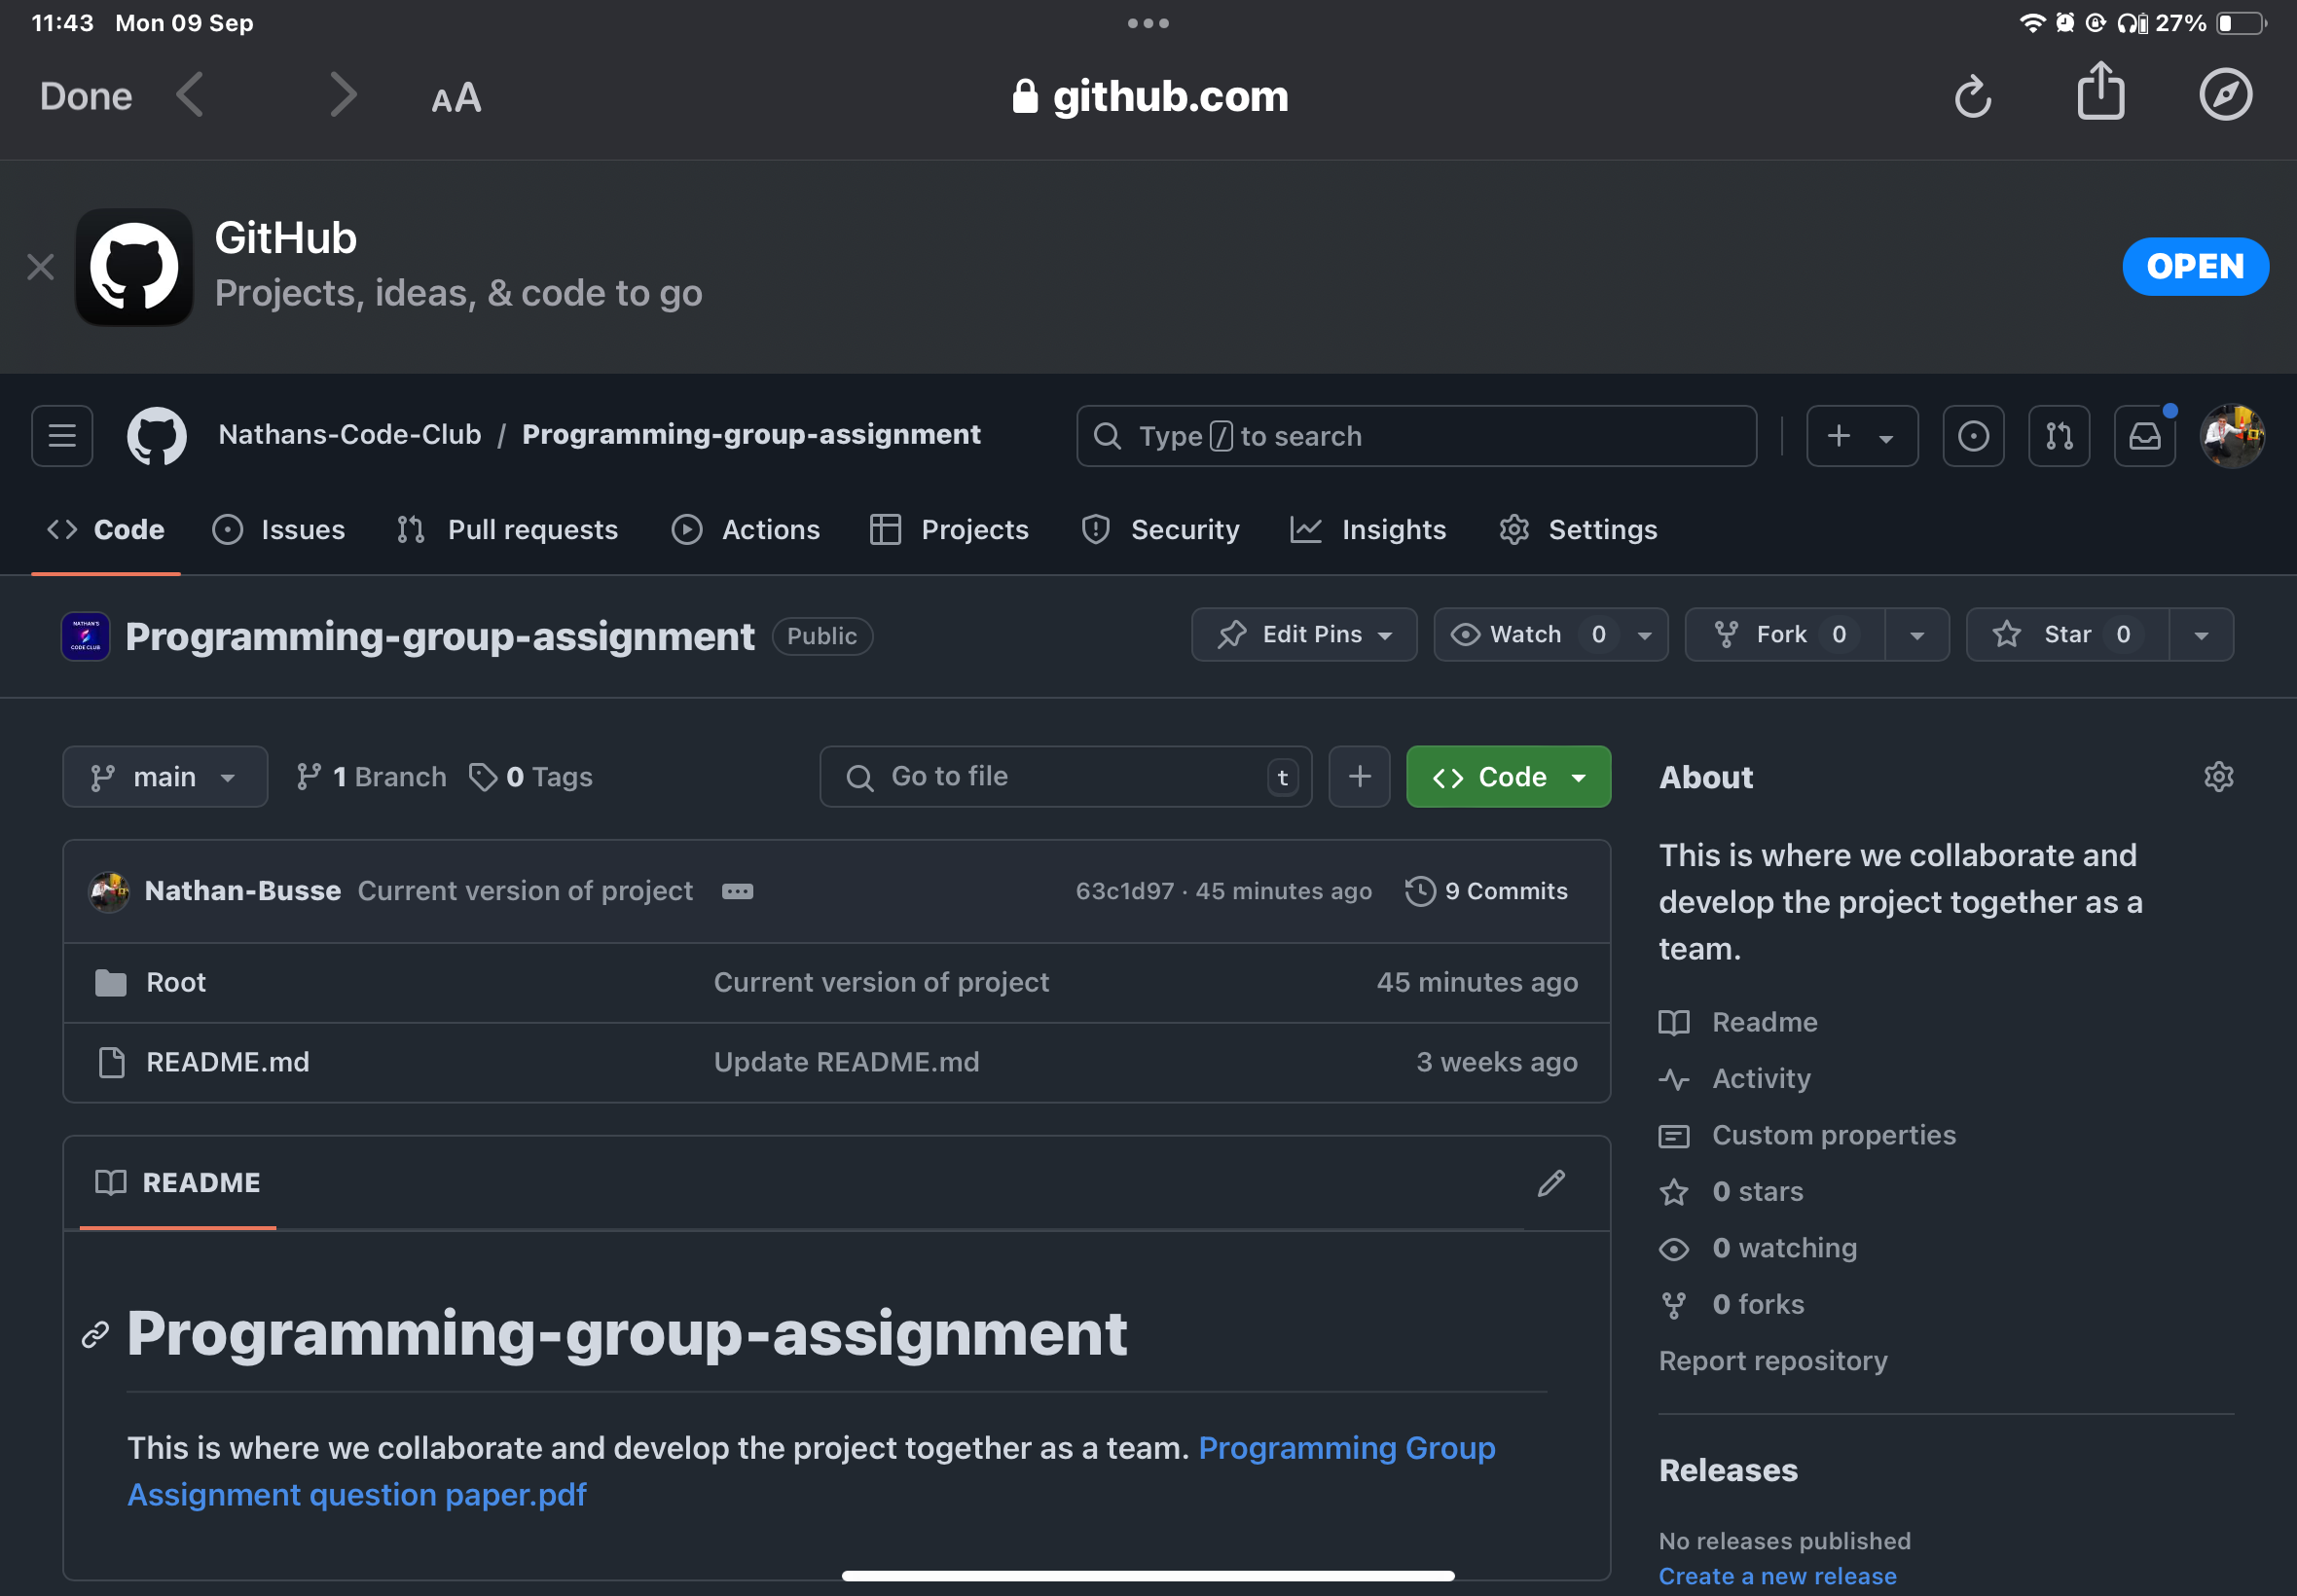 11:43 Mon 09 Sep
27%
Done
AA
github.com
GitHub
Projects, ideas, & code to go
OPEN
Nathans-Code-Club / Programming-group-assignment
Type / to search
Code Issues Pull requests Actions Projects Security Insights Settings
NATHAN'S
CODE CLUB
Programming-group-assignment Public
Edit Pins Watch 0 Fork 0 Star 0
main 1 Branch 0 Tags Go to file t Code
Nathan-Busse Current version of project 63c1d97 · 45 minutes ago 9 Commits
Root Current version of project 45 minutes ago
README.md Update README.md 3 weeks ago
README
Programming-group-assignment
This is where we collaborate and develop the project together as a team. Programming Group
Assignment question paper.pdf
About
This is where we collaborate and
develop the project together as a
team.
Readme
Activity
Custom properties
0 stars
0 watching
0 forks
Report repository
Releases
No releases published
Create a new release